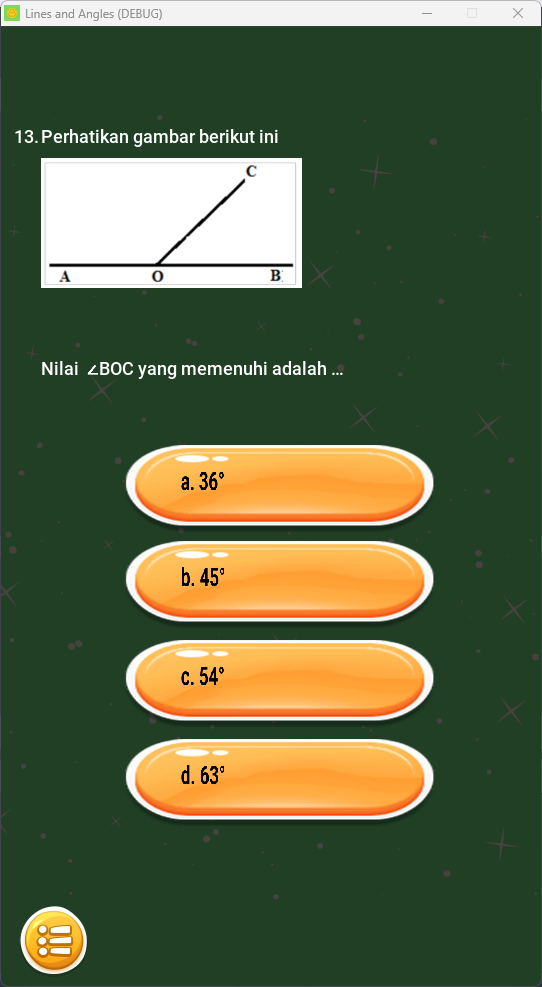 Lines and Angles (DEBUG)
13. Perhatikan gambar berikut ini
C
A O B
Nilai ∠BOC yang memenuhi adalah ...
a. 36°
b. 45°
c. 54°
d. 63°